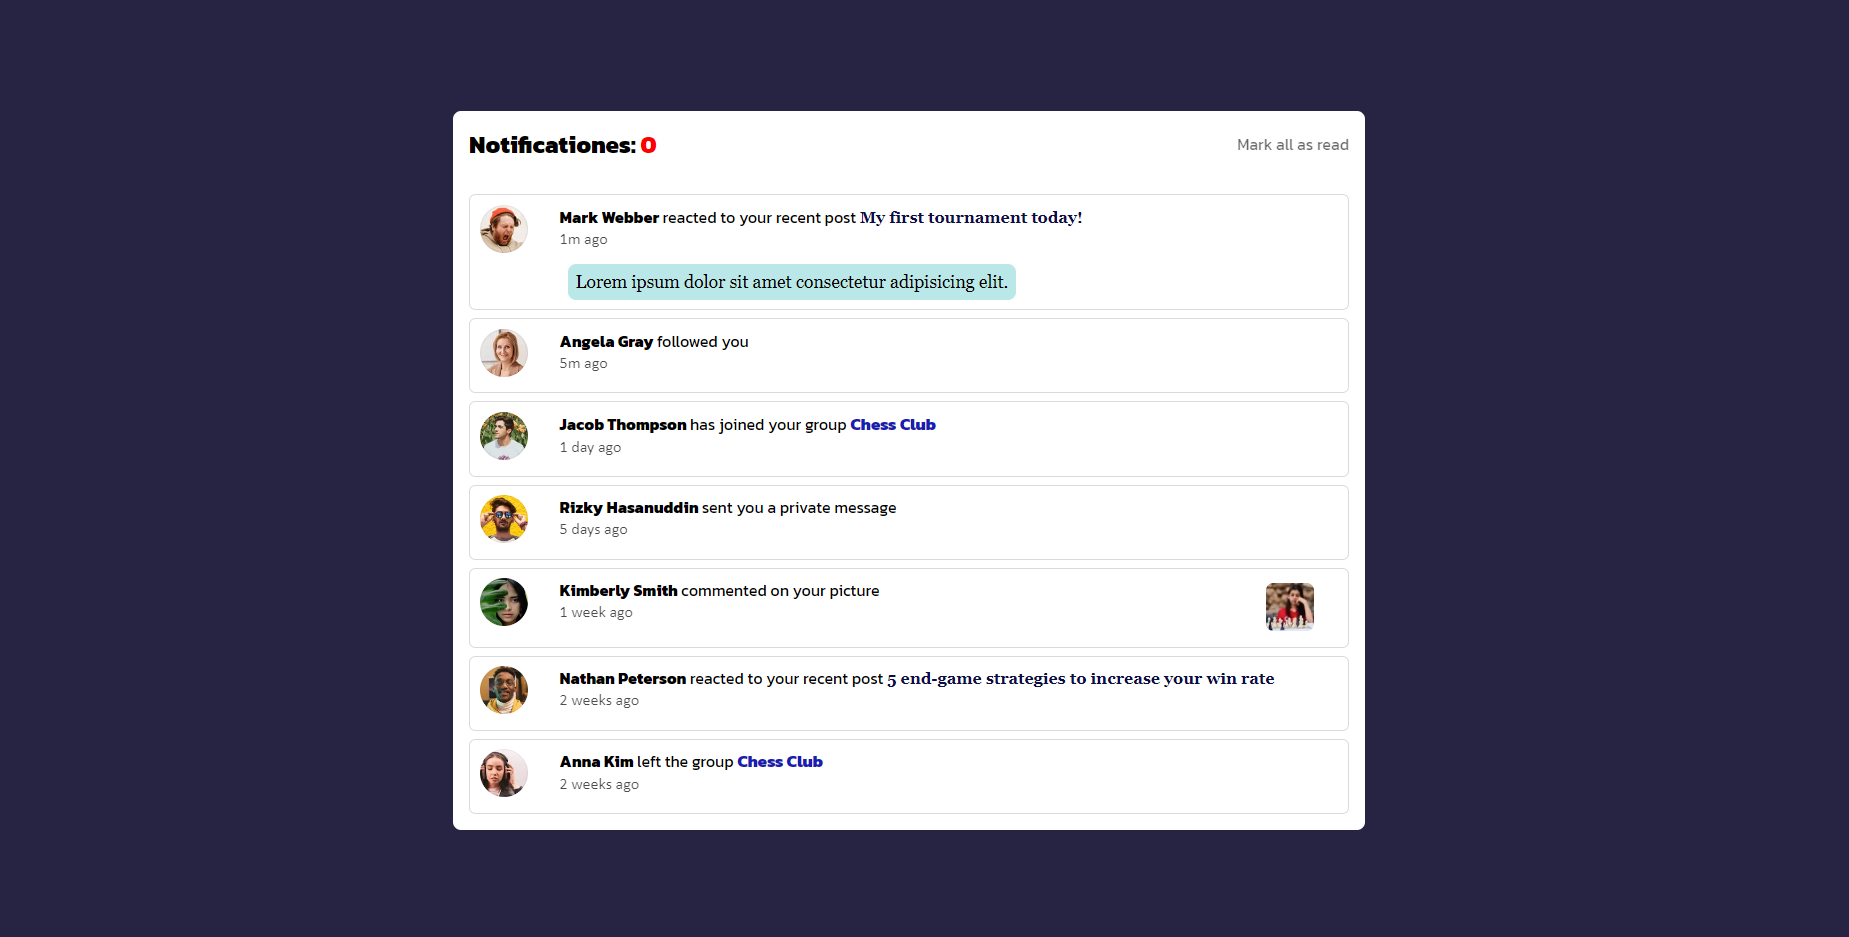 Notificationes: 0
Mark all as read
Mark Webber reacted to your recent post My first tournament today!
1m ago
Lorem ipsum dolor sit amet consectetur adipisicing elit.
Angela Gray followed you
5m ago
Jacob Thompson has joined your group Chess Club
1 day ago
Rizky Hasanuddin sent you a private message
5 days ago
Kimberly Smith commented on your picture
1 week ago
Nathan Peterson reacted to your recent post 5 end-game strategies to increase your win rate
2 weeks ago
Anna Kim left the group Chess Club
2 weeks ago